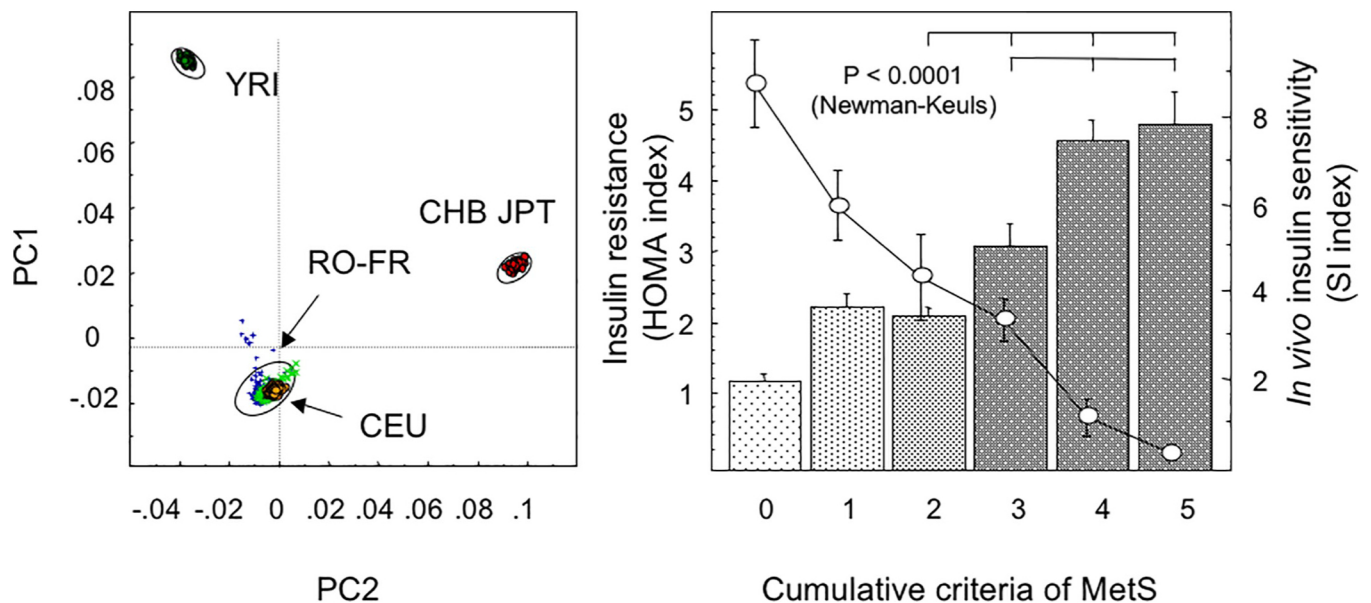 YRI
CHB JPT
RO-FR
CEU
.08
.06
.04
.02
0
-.02
PC1
-.04 -.02 0 .02 .04 .06 .08 .1
PC2
P < 0.0001
(Newman-Keuls)
Insulin resistance
(HOMA index)
5
4
3
2
1
8
6
4
2
In vivo insulin sensitivity
(SI index)
0 1 2 3 4 5
Cumulative criteria of MetS